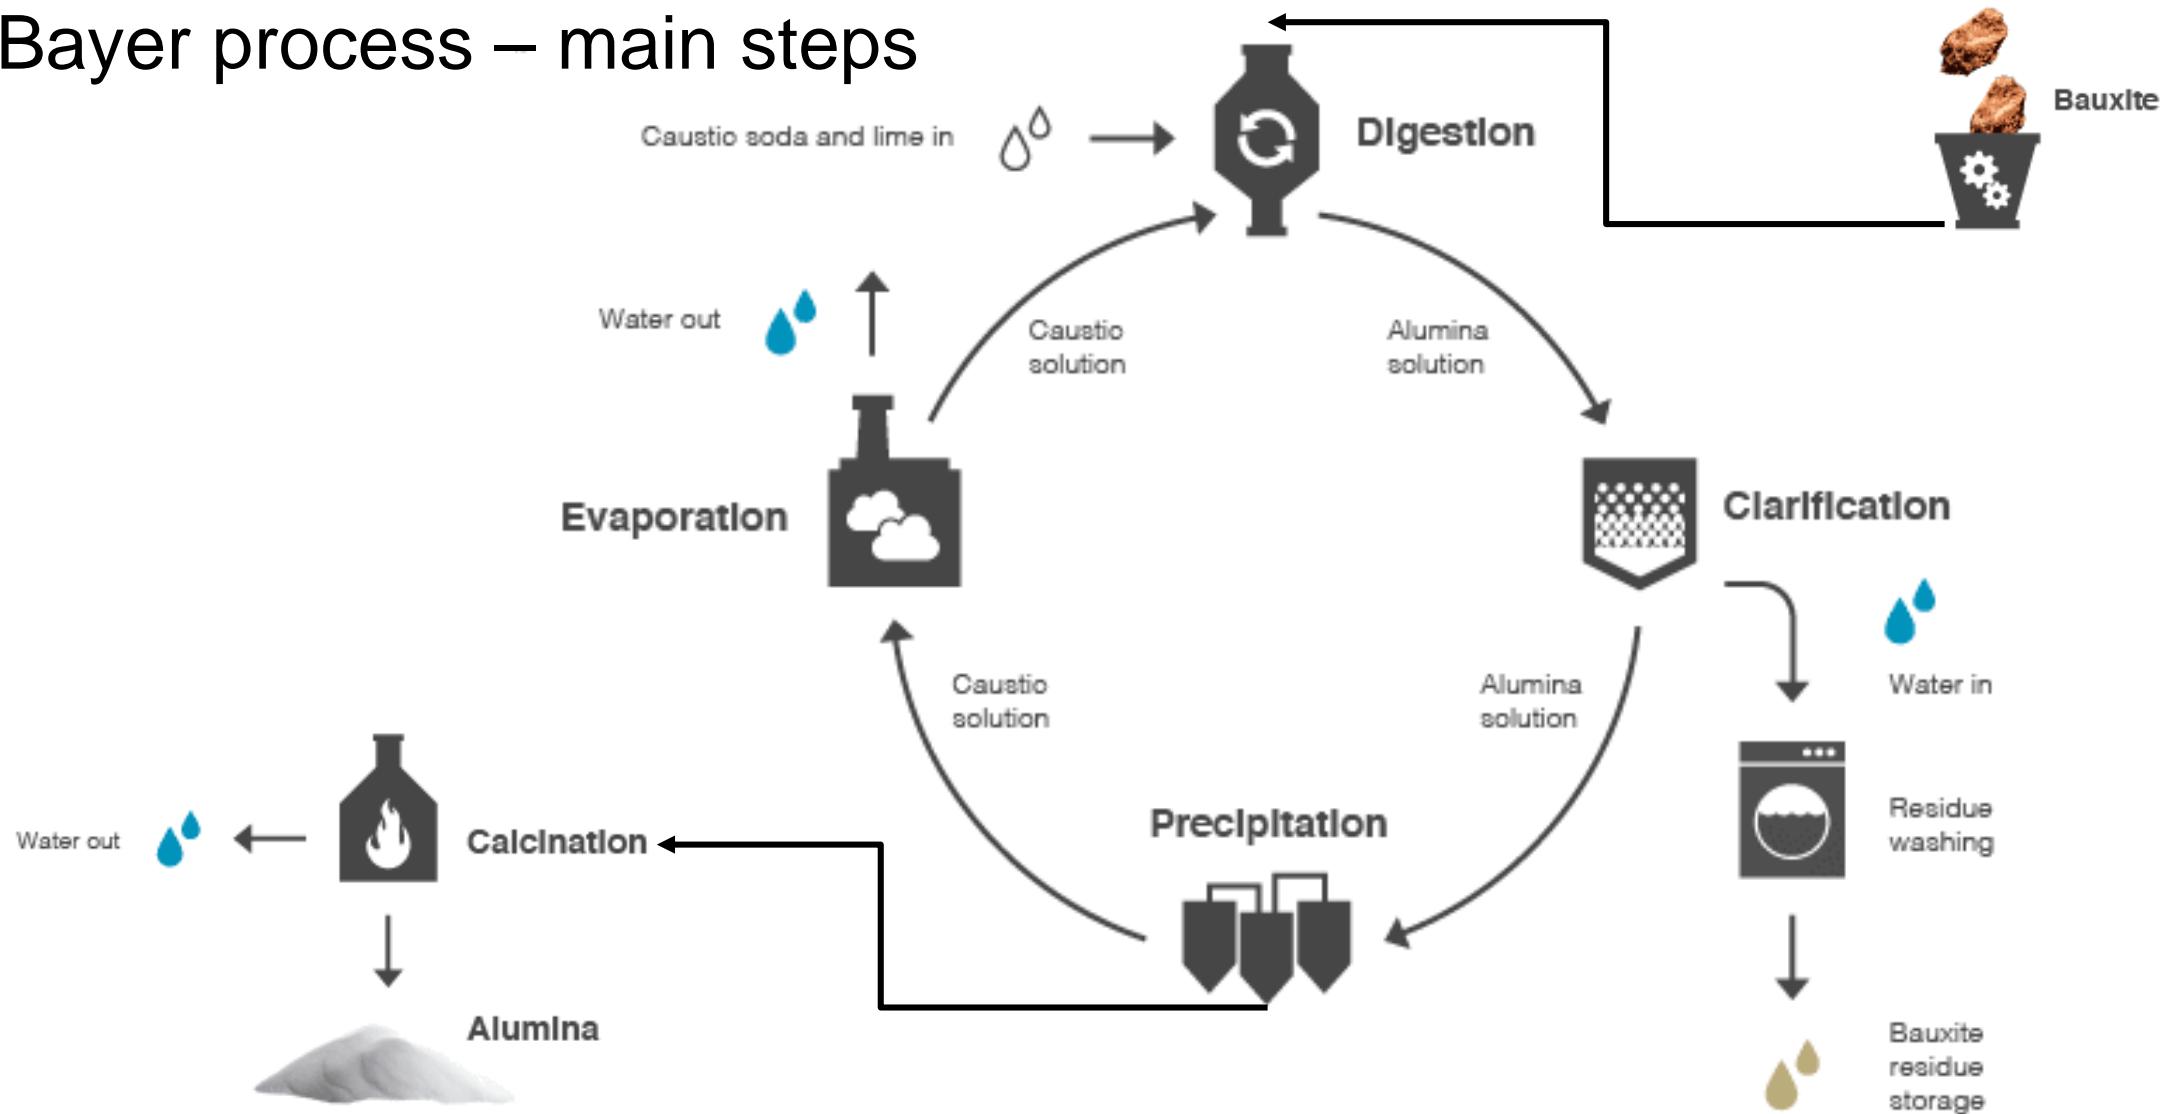 Bayer process – main steps
Bauxite
Caustic soda and lime in
Digestion
Water out
Caustic
solution
Alumina
solution
Evaporation
Clarification
Water in
Caustic
solution
Alumina
solution
Residue
washing
Precipitation
Water out
Calcination
Alumina
Bauxite
residue
storage